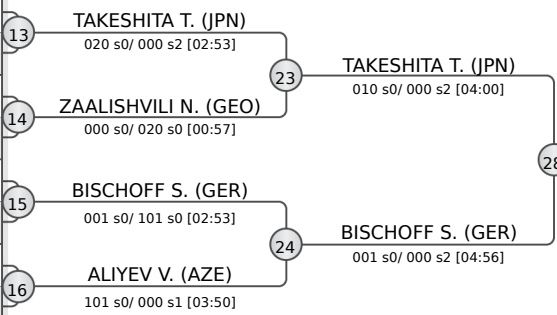 TAKESHITA T. (JPN)
13
020 s0/ 000 s2 [02:53]
23
TAKESHITA T. (JPN)
010 s0/ 000 s2 [04:00]
ZAALISHVILI N. (GEO)
14
000 s0/ 020 s0 [00:57]
28
BISCHOFF S. (GER)
15
001 s0/ 101 s0 [02:53]
24
BISCHOFF S. (GER)
001 s0/ 000 s2 [04:56]
ALIYEV V. (AZE)
16
101 s0/ 000 s1 [03:50]